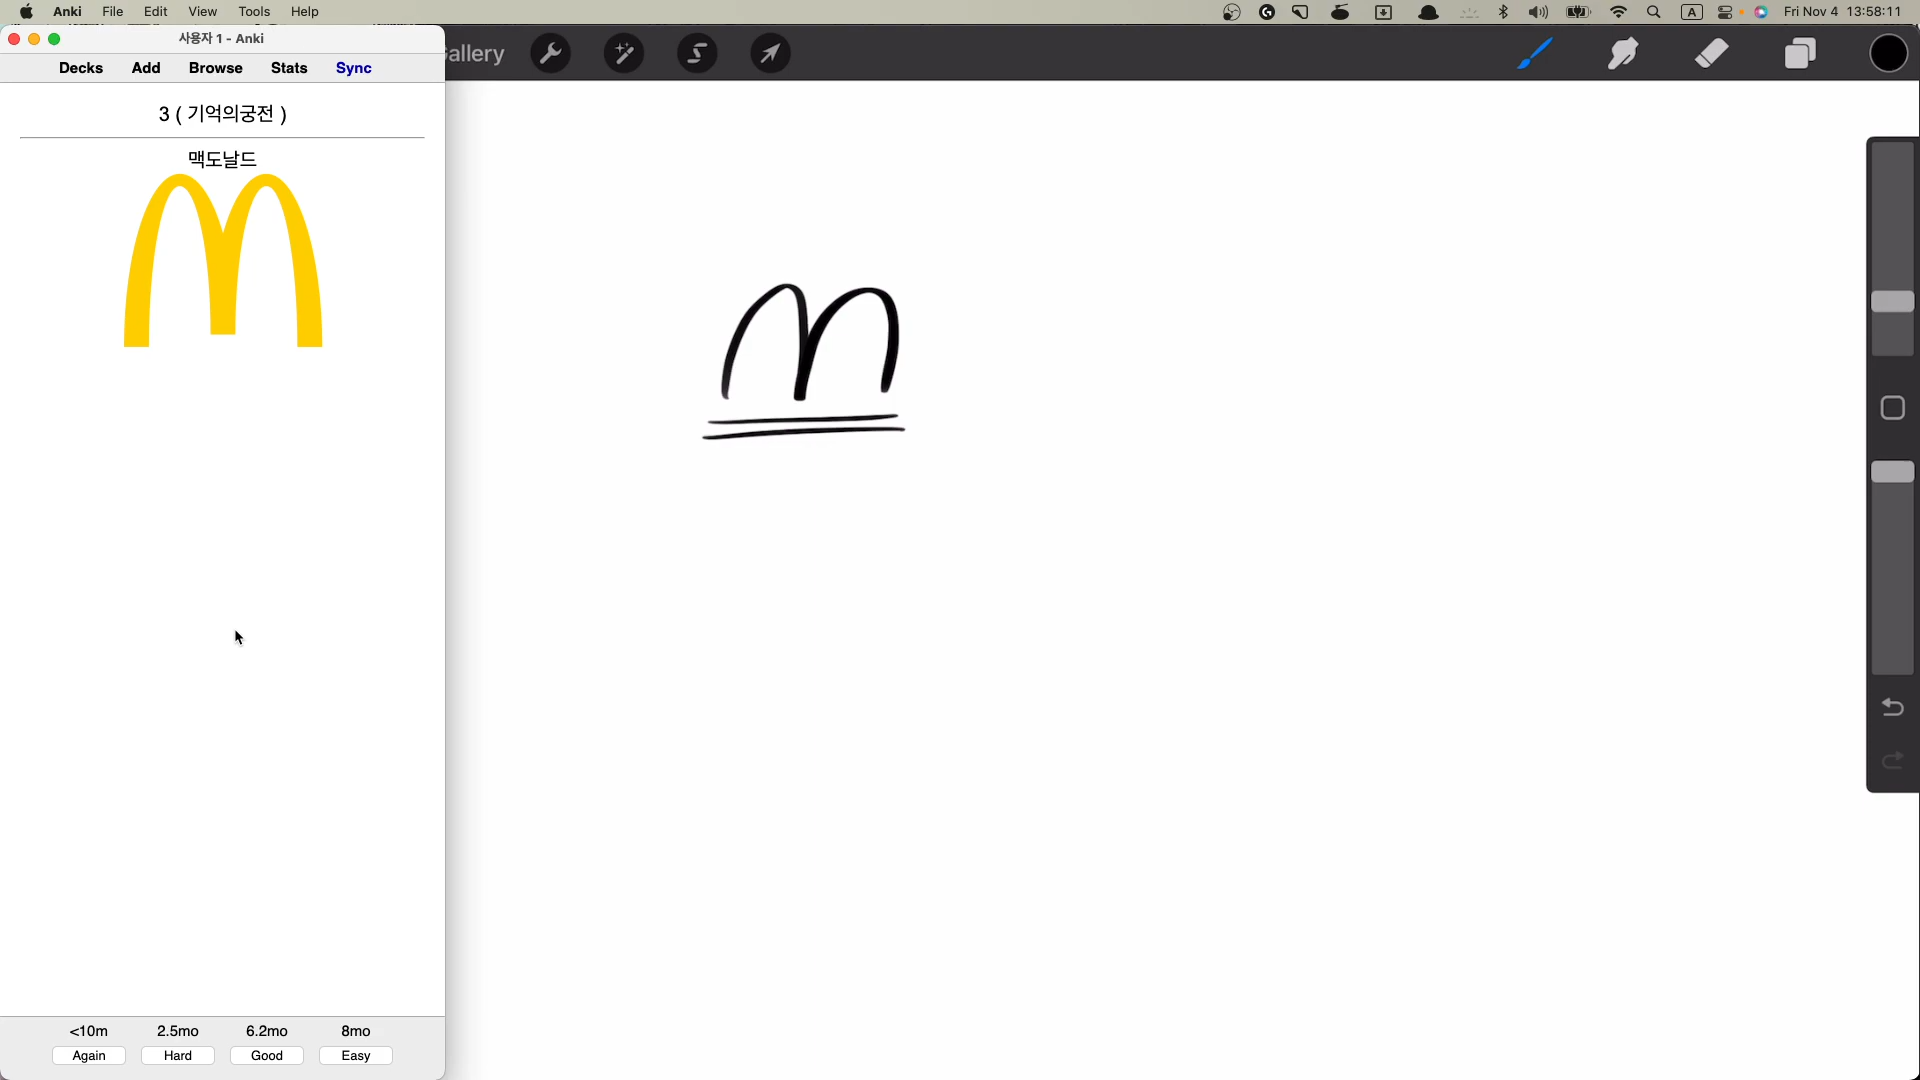 Anki File Edit View Tools Help
A Fri Nov 4 13:58:11
사용자 1 - Anki
Decks Add Browse Stats Sync
allery
3 ( 기억의궁전 )
맥도날드
m
<10m 2.5mo 6.2mo 8mo
Again Hard Good Easy